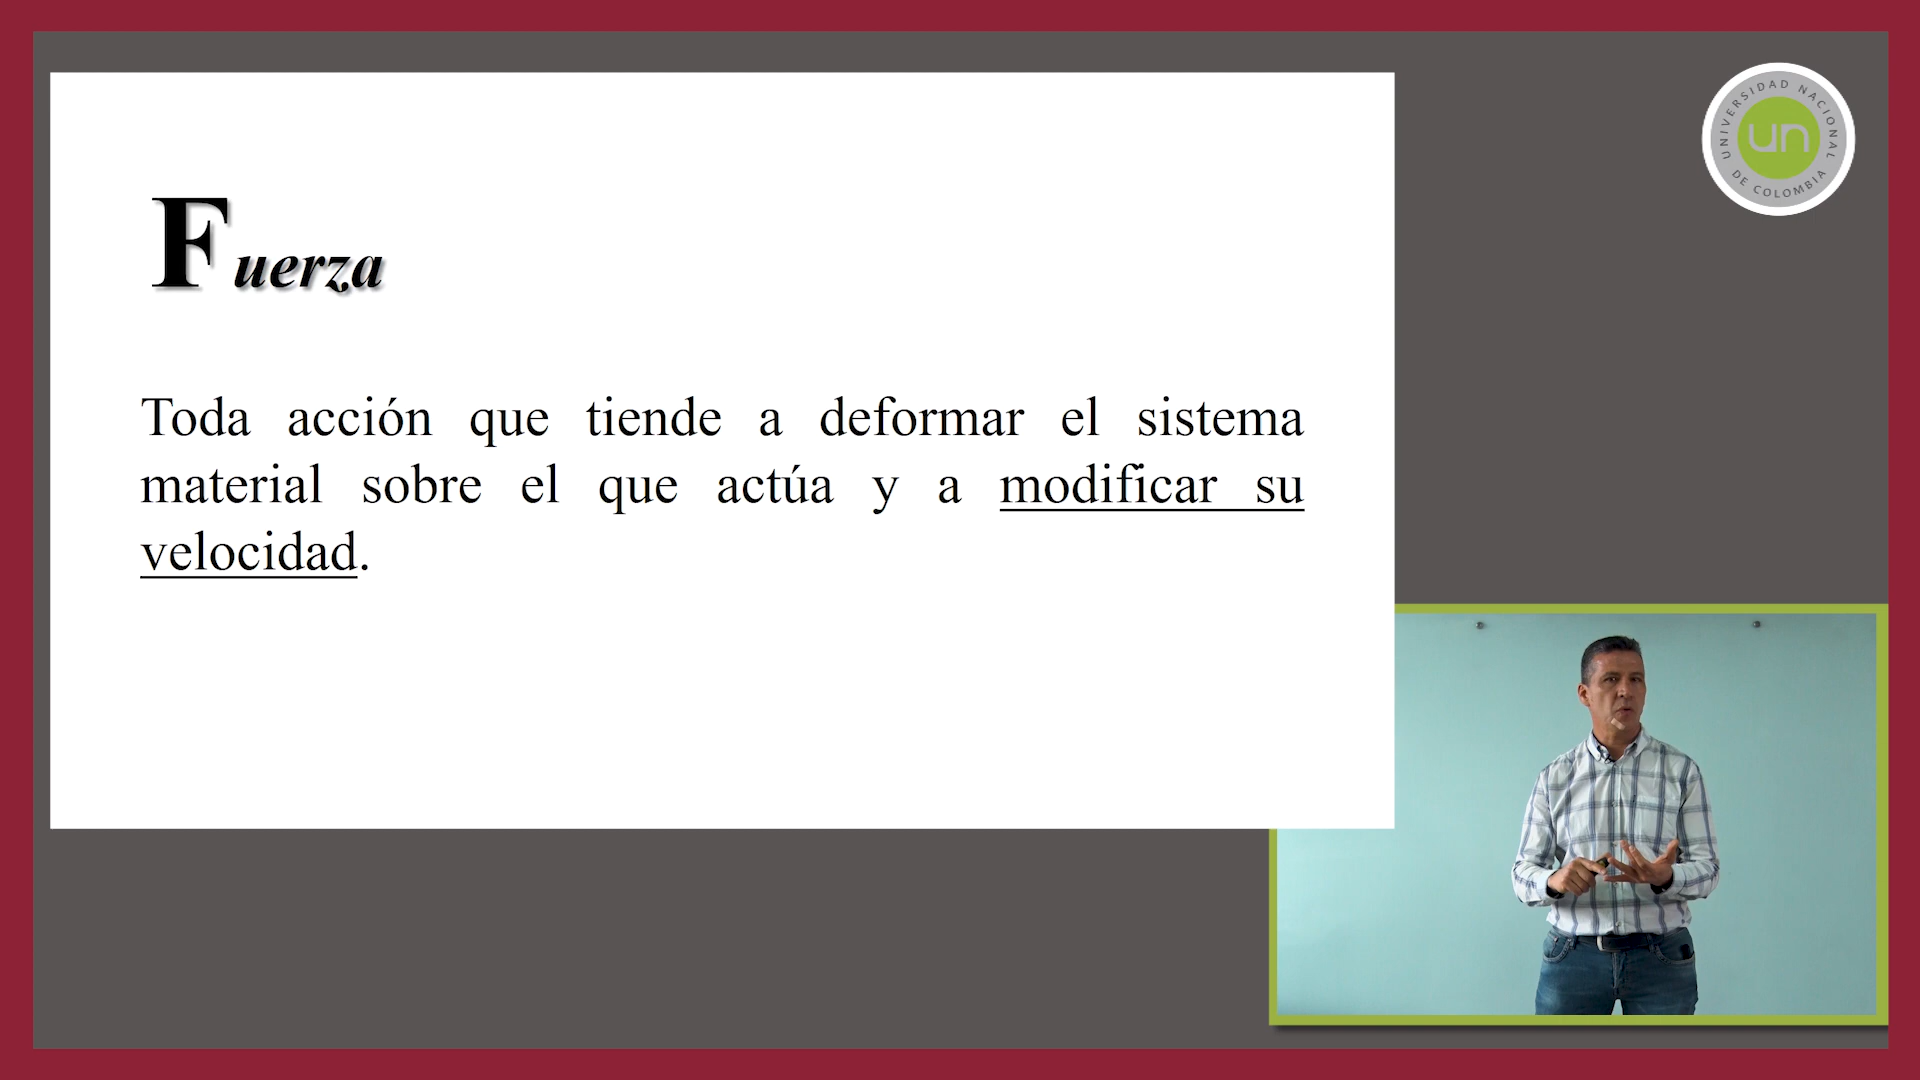 Fuerza
Toda acción que tiende a deformar el sistema
material sobre el que actúa y a modificar su
velocidad.
UNIVERSIDAD NACIONAL
DE COLOMBIA
un